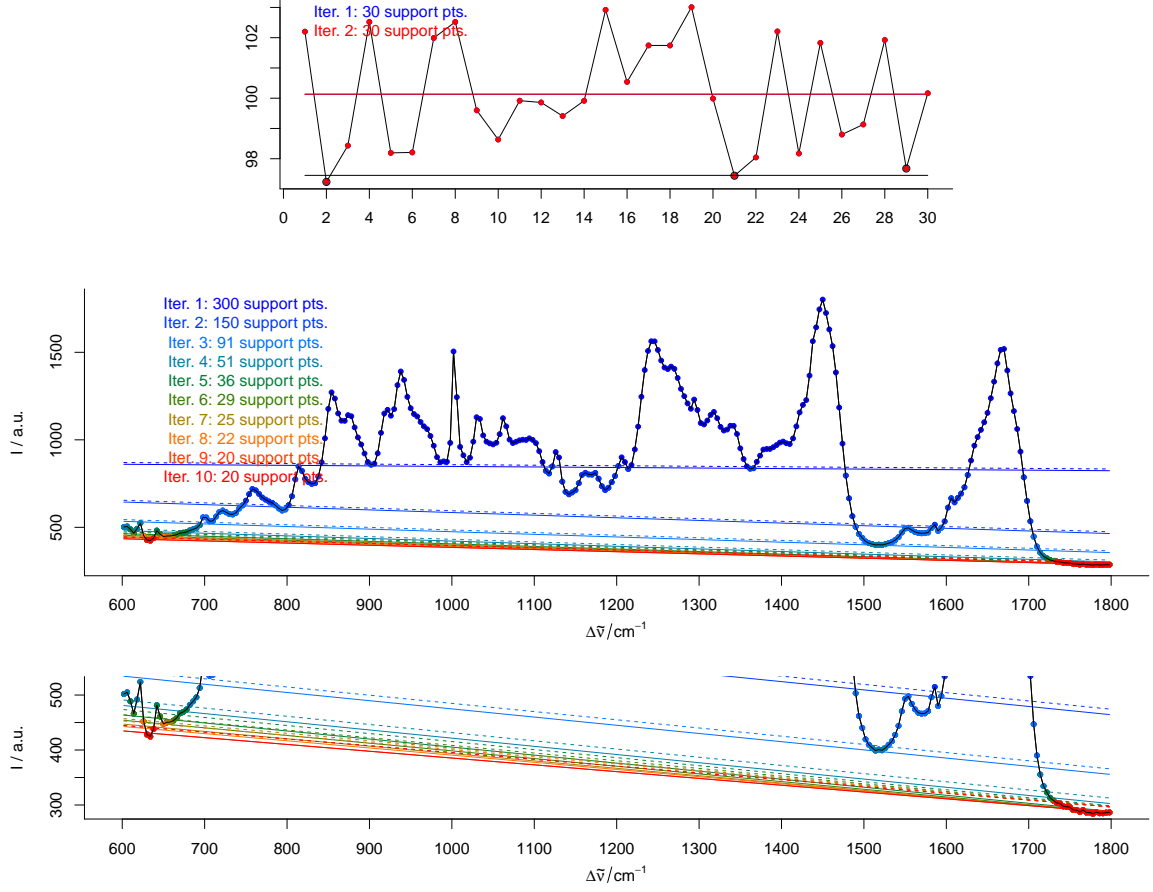 Iter. 1: 30 support pts.
Iter. 2: 30 support pts.
102
100
98
0 2 4 6 8 10 12 14 16 18 20 22 24 26 28 30
Iter. 1: 300 support pts.
Iter. 2: 150 support pts.
Iter. 3: 91 support pts.
Iter. 4: 51 support pts.
Iter. 5: 36 support pts.
Iter. 6: 29 support pts.
Iter. 7: 25 support pts.
Iter. 8: 22 support pts.
Iter. 9: 20 support pts.
Iter. 10: 20 support pts.
I / a.u.
1500
1000
500
600 700 800 900 1000 1100 1200 1300 1400 1500 1600 1700 1800
Δṽ/cm⁻¹
I / a.u.
500
400
300
600 700 800 900 1000 1100 1200 1300 1400 1500 1600 1700 1800
Δṽ/cm⁻¹